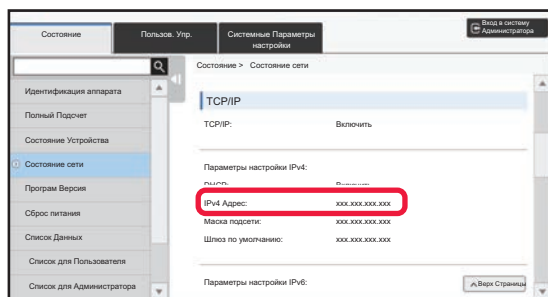 Состояние
Пользов. Упр.
Системные Параметры
настройки
Вход в систему
Администратора
Состояние > Состояние сети
Идентификация аппарата
Полный Подсчет
Состояние Устройства
Состояние сети
Програм Версия
Сброс питания
Список Данных
Список для Пользователя
Список для Администратора
TCP/IP
TCP/IP: Включить
Параметры настройки IPv4:
DHCP: Включить
IPv4 Адрес: xxx.xxx.xxx.xxx
Маска подсети: xxx.xxx.xxx.xxx
Шлюз по умолчанию: xxx.xxx.xxx.xxx
Параметры настройки IPv6:
Верх Страницы